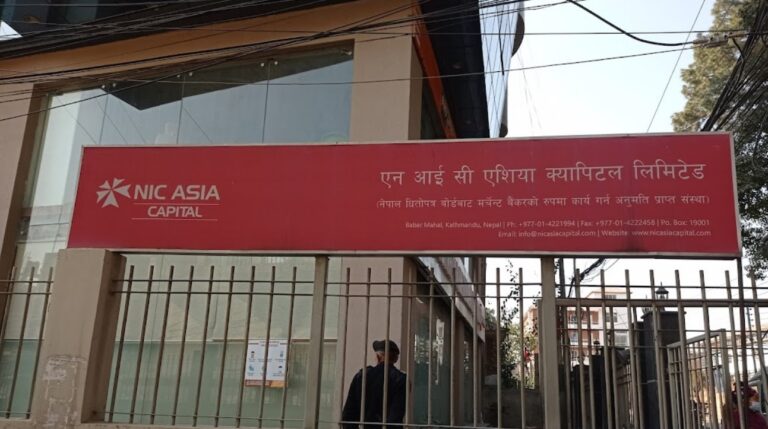 NIC ASIA
CAPITAL
एन आई सी एशिया क्यापिटल लिमिटेड
(नेपाल धितोपत्र बोर्डबाट मर्चेन्ट बैंकरको रुपमा कार्य गर्न अनुमति प्राप्त संस्था)
Baber Mahal, Kathmandu, Nepal | Ph: +977-01-4221994 | Fax: +977-01-4222458 | Po. Box: 19001
Email: info@nicasiacapital.com | Website: www.nicasiacapital.com